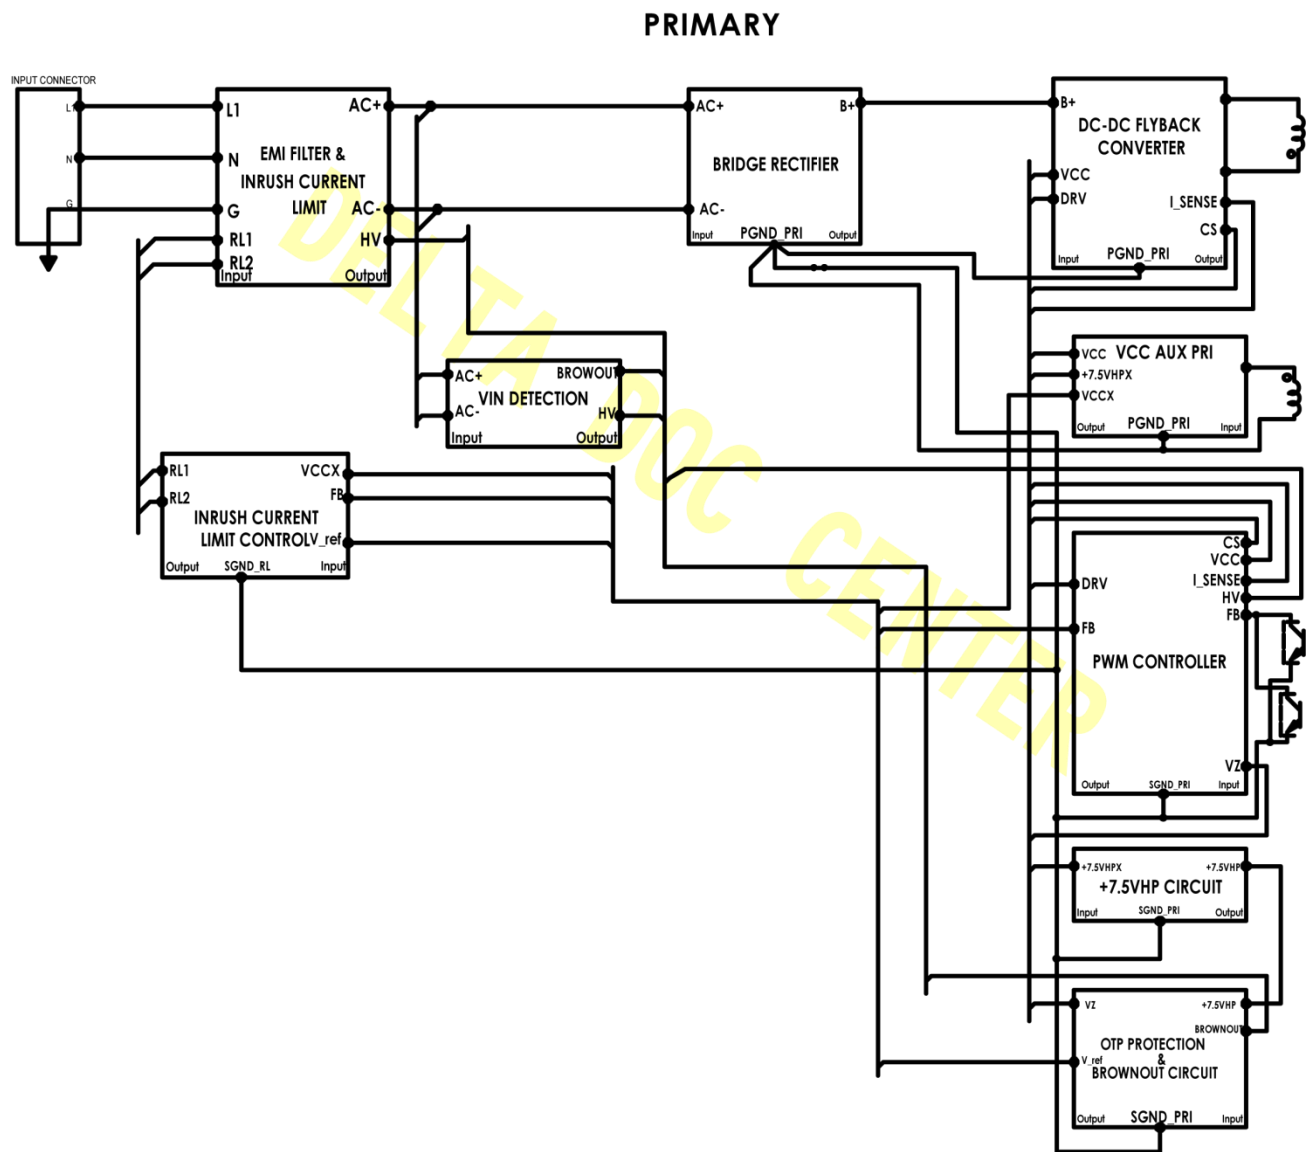 PRIMARY
INPUT CONNECTOR
L1
N
G
L1
N
G
RL1
RL2
Input
EMI FILTER &
INRUSH CURRENT
LIMIT
AC+
AC-
HV
Output
AC+
AC-
Input
BRIDGE RECTIFIER
PGND_PRI
B+
Output
B+
VCC
DRV
Input
DC-DC FLYBACK
CONVERTER
PGND_PRI
I_SENSE
CS
Output
AC+
AC-
Input
VIN DETECTION
BROWOUT
HV
Output
VCC
+7.5VHPX
VCCX
Output
VCC AUX PRI
PGND_PRI
Input
RL1
RL2
Output
INRUSH CURRENT
LIMIT CONTROL
SGND_RL
VCCX
FB
V_ref
Input
DRV
FB
Output
PWM CONTROLLER
SGND_PRI
CS
VCC
I_SENSE
HV
FB
VZ
Input
+7.5VHPX
+7.5VHP
+7.5VHP CIRCUIT
Input
SGND_PRI
Output
VZ
V_ref
Output
+7.5VHP
BROWNOUT
OTP PROTECTION
&
BROWNOUT CIRCUIT
SGND_PRI
Input
DELTA DOC CENTER